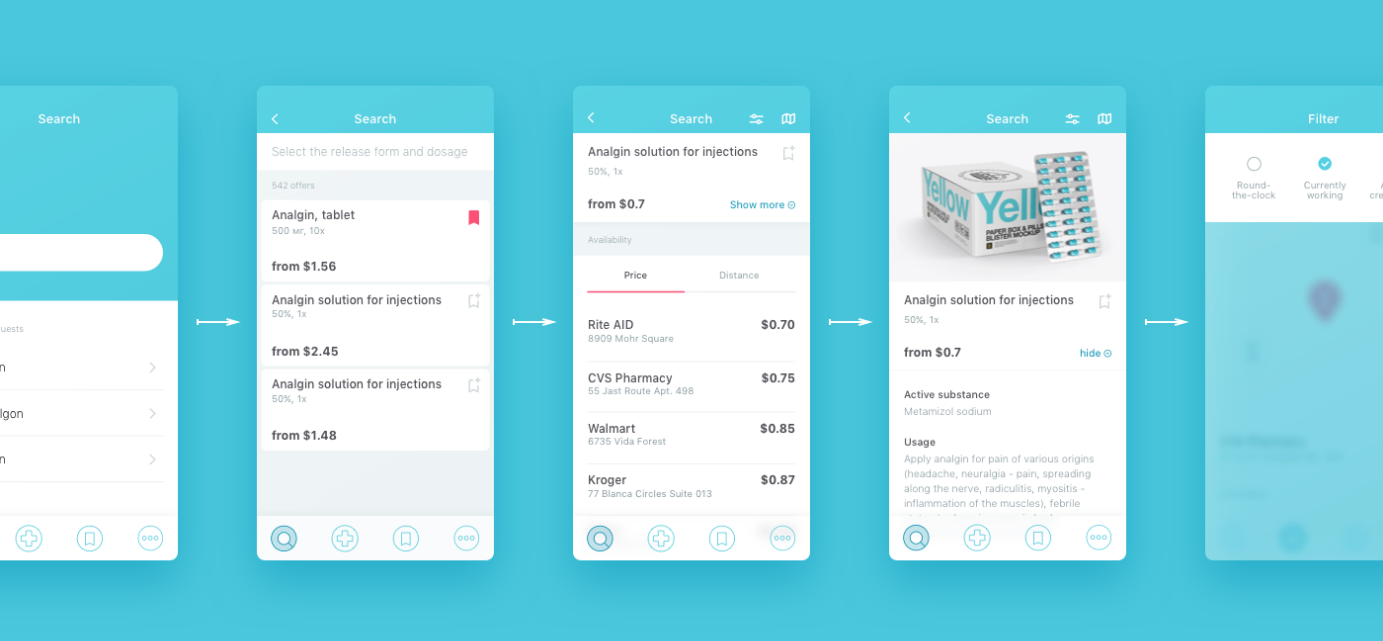 Search
uests
n
lgon
n
Search
Select the release form and dosage
542 offers
Analgin, tablet
500 мг, 10x
from $1.56
Analgin solution for injections
50%, 1x
from $2.45
Analgin solution for injections
50%, 1x
from $1.48
Search
Analgin solution for injections
50%, 1x
from $0.7
Show more
Availability
Price
Distance
Rite AID
$0.70
8909 Mohr Square
CVS Pharmacy
$0.75
55 Jast Route Apt. 498
Walmart
$0.85
6735 Vida Forest
Kroger
$0.87
77 Blanca Circles Suite 013
Search
Yellow
Yell
PAPER BOX & PILLS
BLISTER MOCKUP
Analgin solution for injections
50%, 1x
from $0.7
hide
Active substance
Metamizol sodium
Usage
Apply analgin for pain of various origins
(headache, neuralgia - pain, spreading
along the nerve, radiculitis, myositis -
inflammation of the muscles), febrile
Filter
Round-
the-clock
Currently
working
A
cre